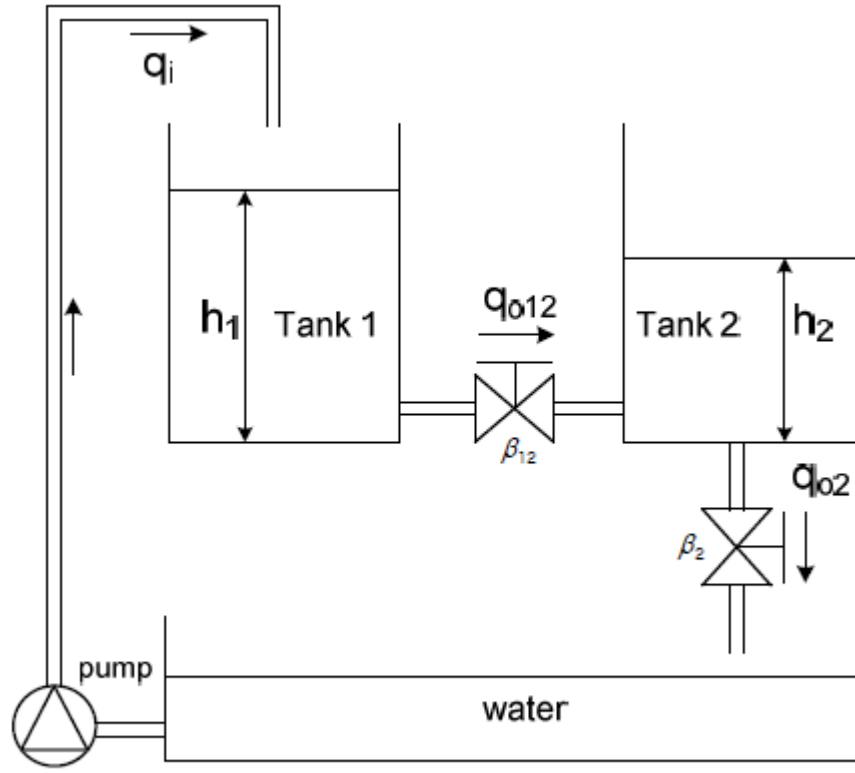 qᵢ
h₁
Tank 1
qₒ₁₂
Tank 2
h₂
β₁₂
qₒ₂
β₂
pump
water